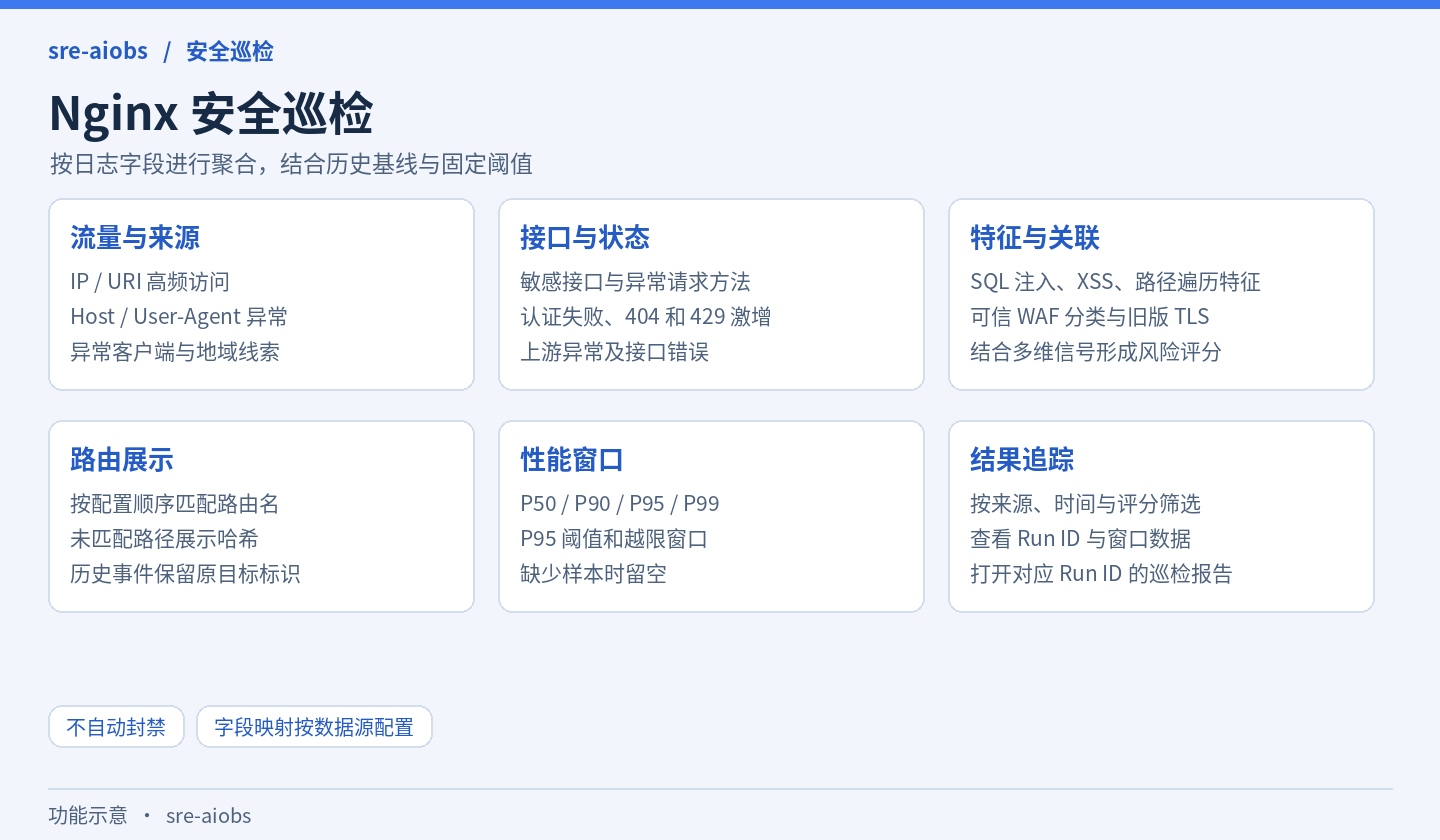 sre-aiobs / 安全巡检
Nginx 安全巡检
按日志字段进行聚合，结合历史基线与固定阈值
流量与来源
IP / URI 高频访问
Host / User-Agent 异常
异常客户端与地域线索
接口与状态
敏感接口与异常请求方法
认证失败、404 和 429 激增
上游异常及接口错误
特征与关联
SQL 注入、XSS、路径遍历特征
可信 WAF 分类与旧版 TLS
结合多维信号形成风险评分
路由展示
按配置顺序匹配路由名
未匹配路径展示哈希
历史事件保留原目标标识
性能窗口
P50 / P90 / P95 / P99
P95 阈值和越限窗口
缺少样本时留空
结果追踪
按来源、时间与评分筛选
查看 Run ID 与窗口数据
打开对应 Run ID 的巡检报告
不自动封禁
字段映射按数据源配置
功能示意 · sre-aiobs